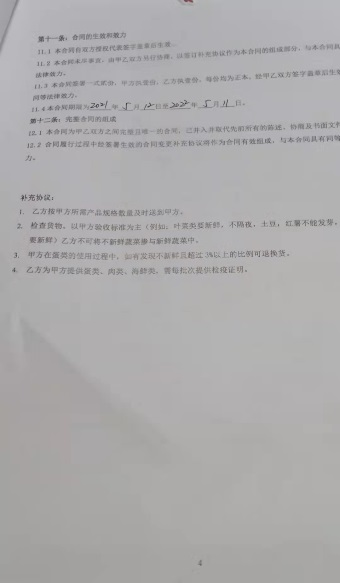 第十一条：合同的生效和效力
11.1 本合同自双方授权代表签字盖章后生效。
11.2 本合同未尽事宜，由甲乙双方另行协商，以签订补充协议作为本合同的组成部分，与本合同具
法律效力。
11.3 本合同签署一式贰份，甲方执壹份，乙方执壹份，每份均为正本，经甲乙双方签字盖章后生
同等法律效力。
11.4 本合同期限为2021年5月12日至2022年5月11日。
第十二条：完整合同的组成
12.1 本合同为甲乙双方之间完整且唯一的合同，已并入并取代先前所有的陈述、协商及书面文
12.2 合同履行过程中经签署生效的合同变更补充协议将作为合同有效组成，与本合同具有同等
力。
补充协议：
1. 乙方按甲方所需产品规格数量及时送到甲方。
2. 检查货物，以甲方验收标准为主（例如，叶菜类要新鲜、不隔夜，土豆，红薯不能发芽，
要新鲜）乙方不可将不新鲜蔬菜掺与新鲜蔬菜中。
3. 甲方在蔬菜的使用过程中，如有发现不新鲜且超过3%以上的比例可退换货。
4. 乙方为甲方提供蔬类、肉类、海鲜类，需每批次提供检疫证明。
4